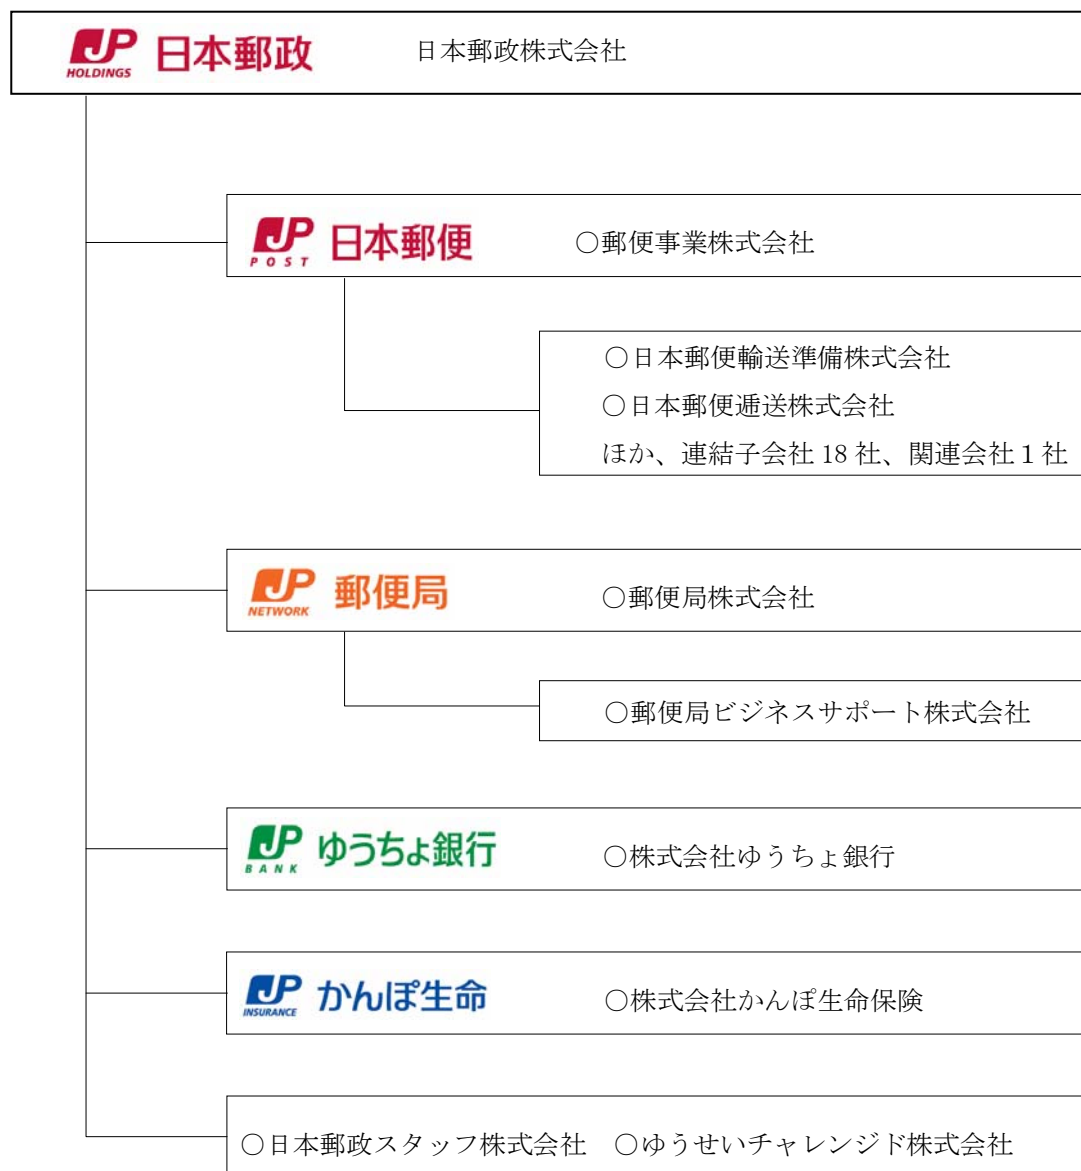 JP 日本郵政 日本郵政株式会社
HOLDINGS
JP 日本郵便 ○郵便事業株式会社
POST
○日本郵便輸送準備株式会社
○日本郵便逓送株式会社
ほか、連結子会社 18 社、関連会社１社
JP 郵便局 ○郵便局株式会社
NETWORK
○郵便局ビジネスサポート株式会社
JP ゆうちょ銀行 ○株式会社ゆうちょ銀行
BANK
JP かんぽ生命 ○株式会社かんぽ生命保険
INSURANCE
○日本郵政スタッフ株式会社 ○ゆうせいチャレンジド株式会社